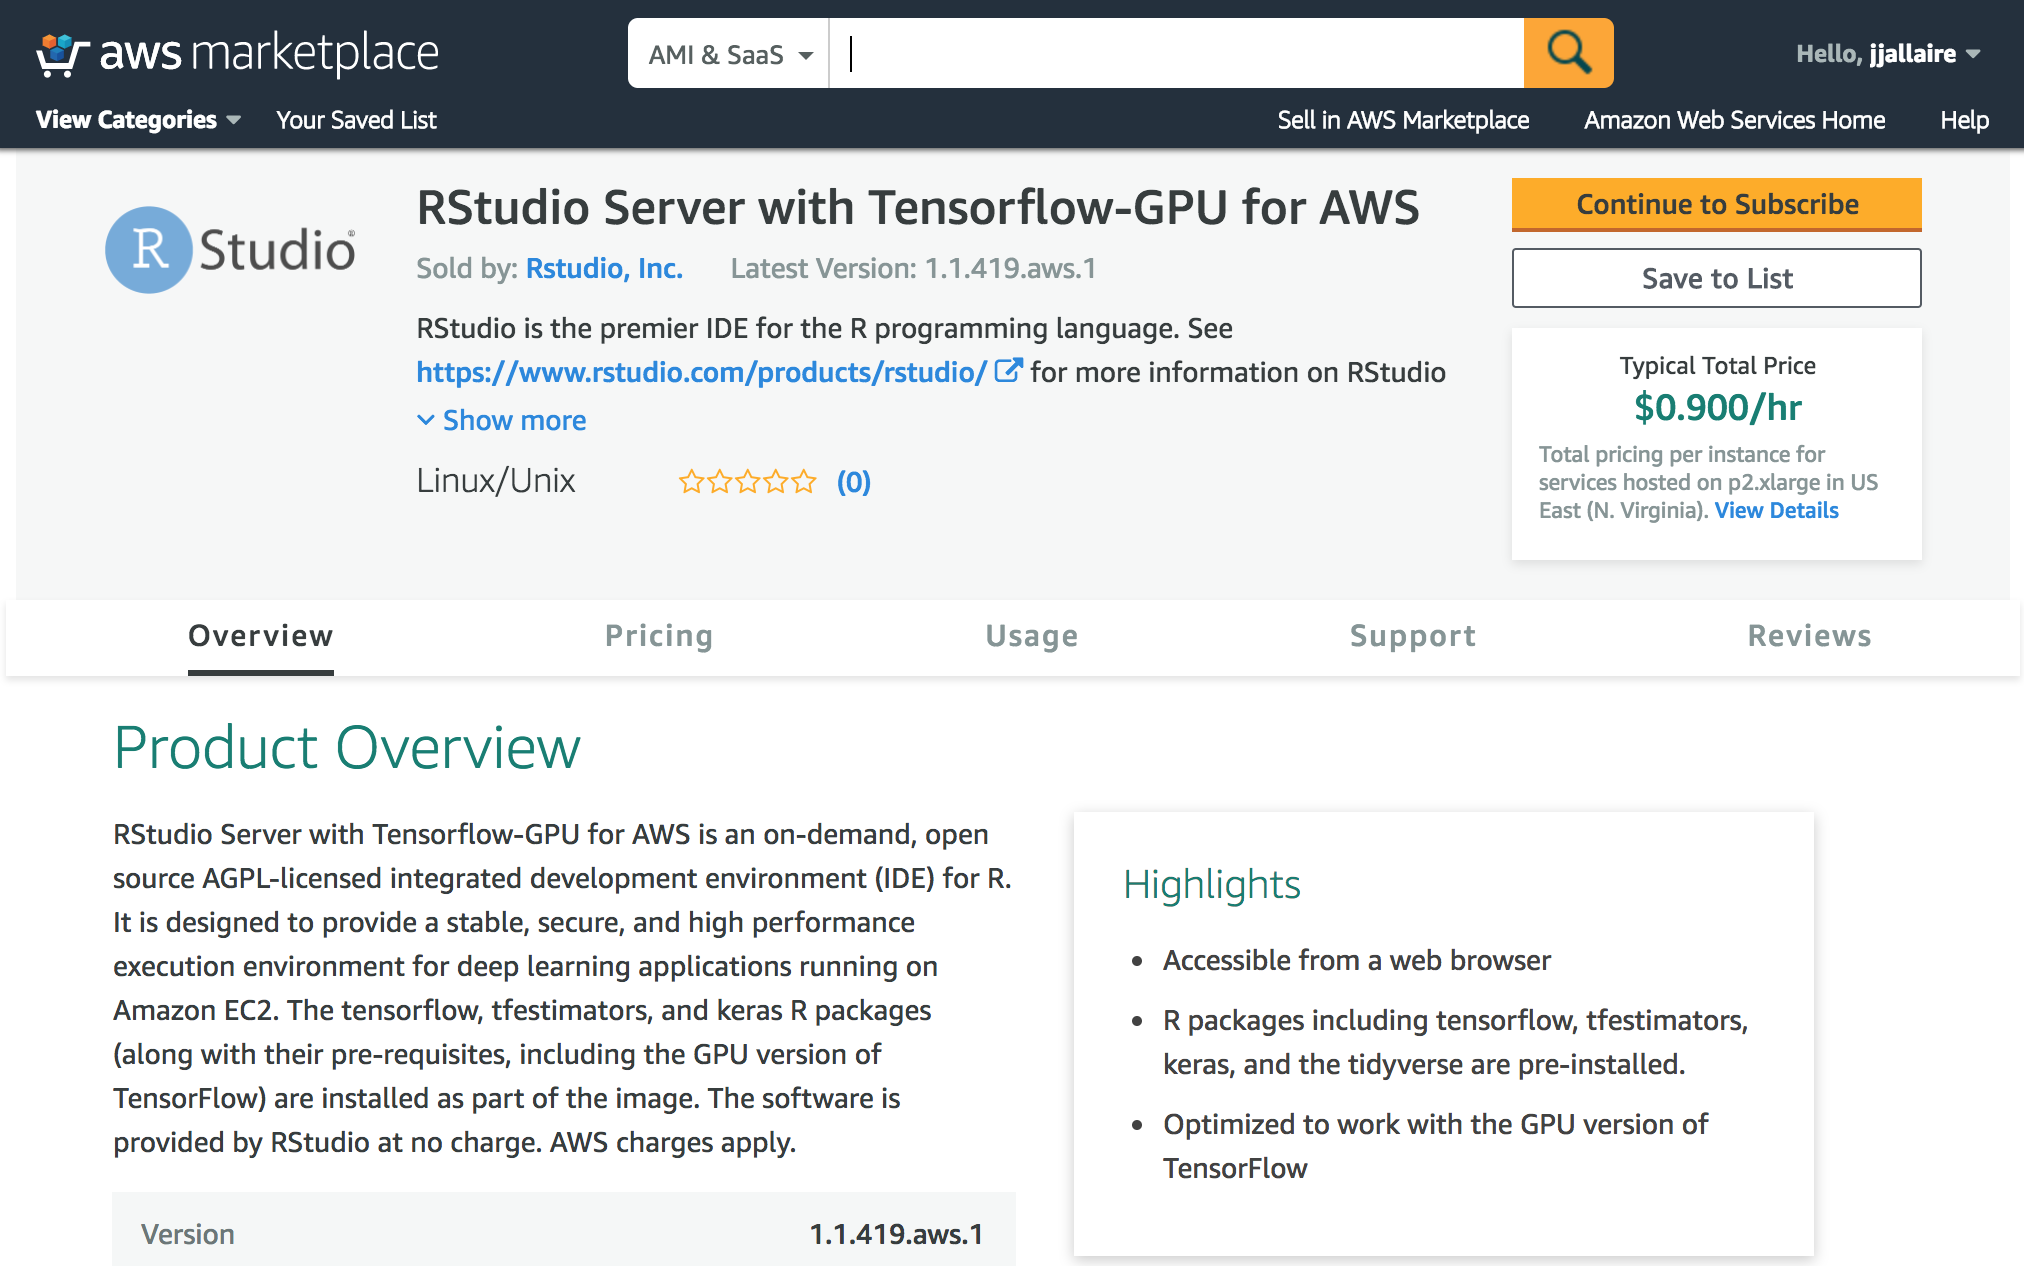 aws marketplace
AMI & SaaS
Hello, jjallaire
View Categories
Your Saved List
Sell in AWS Marketplace
Amazon Web Services Home
Help
R Studio®
RStudio Server with Tensorflow-GPU for AWS
Sold by: Rstudio, Inc.
Latest Version: 1.1.419.aws.1
RStudio is the premier IDE for the R programming language. See
https://www.rstudio.com/products/rstudio/ for more information on RStudio
Show more
Linux/Unix
(0)
Continue to Subscribe
Save to List
Typical Total Price
$0.900/hr
Total pricing per instance for
services hosted on p2.xlarge in US
East (N. Virginia). View Details
Overview
Pricing
Usage
Support
Reviews
Product Overview
RStudio Server with Tensorflow-GPU for AWS is an on-demand, open
source AGPL-licensed integrated development environment (IDE) for R.
It is designed to provide a stable, secure, and high performance
execution environment for deep learning applications running on
Amazon EC2. The tensorflow, tfestimators, and keras R packages
(along with their pre-requisites, including the GPU version of
TensorFlow) are installed as part of the image. The software is
provided by RStudio at no charge. AWS charges apply.
Version
1.1.419.aws.1
Highlights
• Accessible from a web browser
• R packages including tensorflow, tfestimators,
keras, and the tidyverse are pre-installed.
• Optimized to work with the GPU version of
TensorFlow